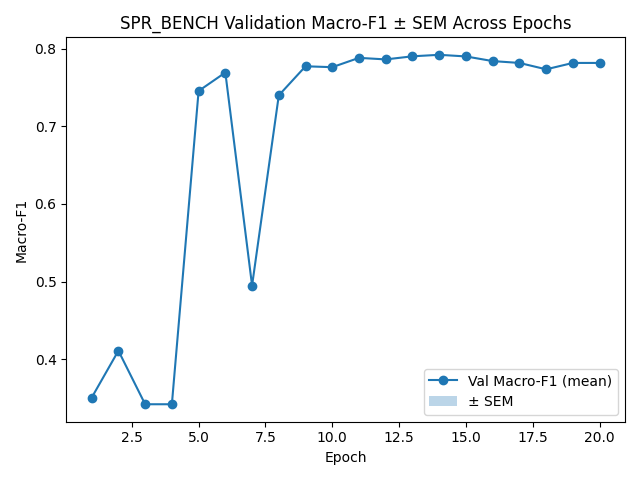 SPR_BENCH Validation Macro-F1 ± SEM Across Epochs
0.8
0.7
0.6
0.5
0.4
Macro-F1
Val Macro-F1 (mean)
± SEM
2.5 5.0 7.5 10.0 12.5 15.0 17.5 20.0
Epoch